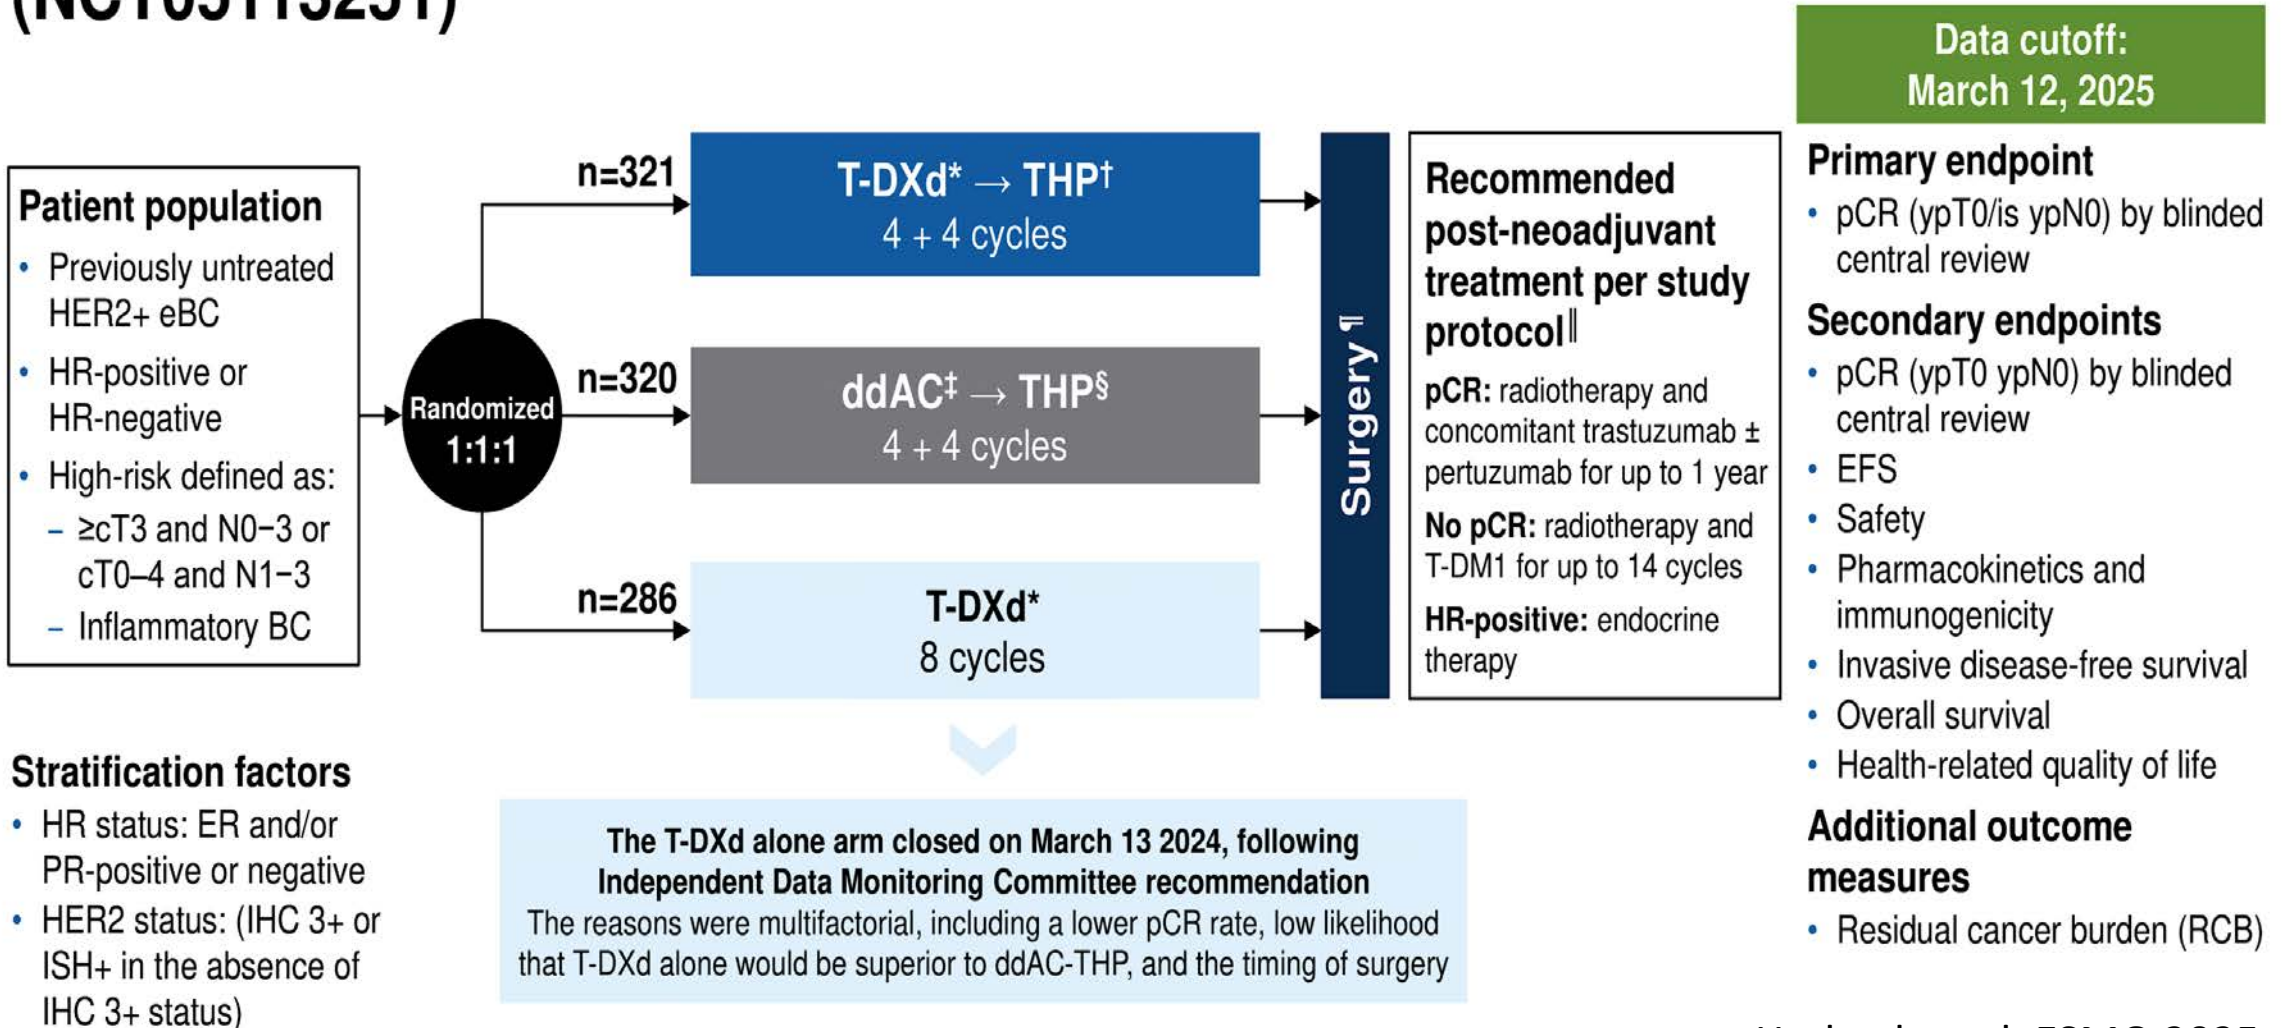 (NCT05113251)
Data cutoff:
March 12, 2025
Patient population
• Previously untreated
HER2+ eBC
• HR-positive or
HR-negative
• High-risk defined as:
– ≥cT3 and N0−3 or
cT0–4 and N1−3
– Inflammatory BC
Stratification factors
• HR status: ER and/or
PR-positive or negative
• HER2 status: (IHC 3+ or
ISH+ in the absence of
IHC 3+ status)
Randomized
1:1:1
n=321
T-DXd* → THP†
4 + 4 cycles
n=320
ddAC‡ → THP§
4 + 4 cycles
n=286
T-DXd*
8 cycles
The T-DXd alone arm closed on March 13 2024, following
Independent Data Monitoring Committee recommendation
The reasons were multifactorial, including a lower pCR rate, low likelihood
that T-DXd alone would be superior to ddAC-THP, and the timing of surgery
Surgery¶
Recommended
post-neoadjuvant
treatment per study
protocol‖
pCR: radiotherapy and
concomitant trastuzumab ±
pertuzumab for up to 1 year
No pCR: radiotherapy and
T-DM1 for up to 14 cycles
HR-positive: endocrine
therapy
Primary endpoint
• pCR (ypT0/is ypN0) by blinded
central review
Secondary endpoints
• pCR (ypT0 ypN0) by blinded
central review
• EFS
• Safety
• Pharmacokinetics and
immunogenicity
• Invasive disease-free survival
• Overall survival
• Health-related quality of life
Additional outcome
measures
• Residual cancer burden (RCB)
ESMO 2025